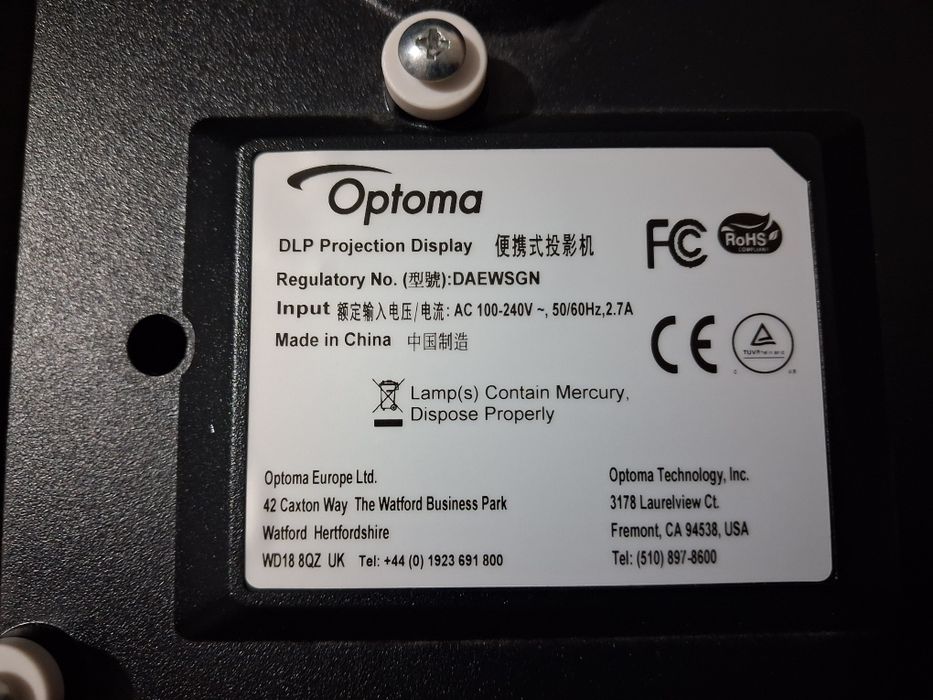 Optoma
DLP Projection Display 便携式投影机
Regulatory No. (型號):DAEWSGN
Input 额定输入电压/电流: AC 100-240V ~, 50/60Hz,2.7A
Made in China 中国制造
FC
RoHS
COMPLIANT
CE
TUV Rheinland
Lamp(s) Contain Mercury,
Dispose Properly
Optoma Europe Ltd.
42 Caxton Way The Watford Business Park
Watford Hertfordshire
WD18 8QZ UK Tel: +44 (0) 1923 691 800
Optoma Technology, Inc.
3178 Laurelview Ct.
Fremont, CA 94538, USA
Tel: (510) 897-8600